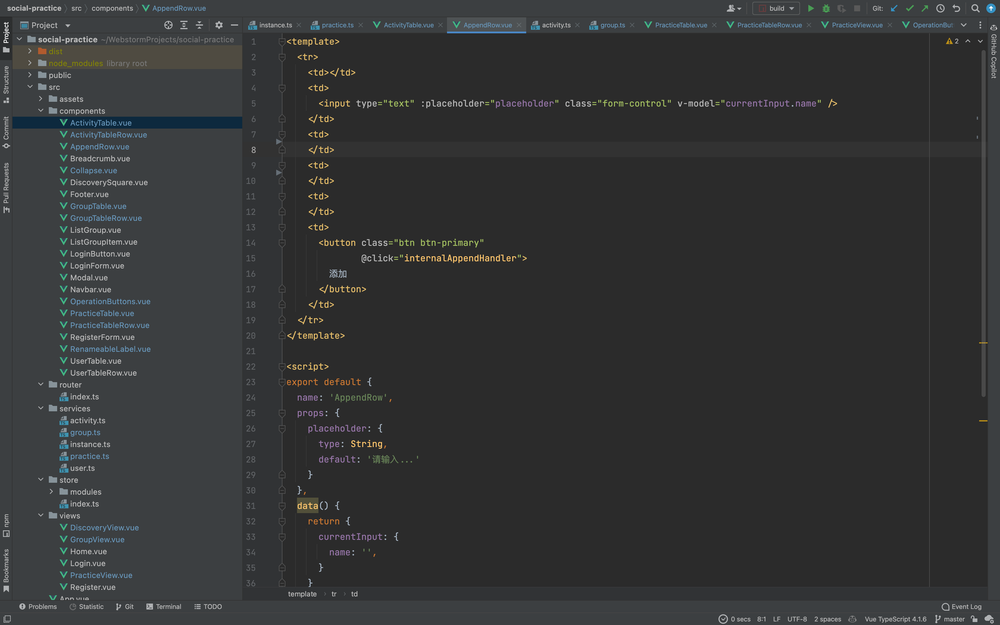 social-practice src components AppendRow.vue
build Git:
Project
instance.ts practice.ts ActivityTable.vue AppendRow.vue activity.ts group.ts PracticeTable.vue PracticeTableRow.vue PracticeView.vue OperationBut
Project
Structure
Commit
Pull Requests
npm
Bookmarks
social-practice ~/WebstormProjects/social-practice
dist
node_modules library root
public
src
assets
components
ActivityTable.vue
ActivityTableRow.vue
AppendRow.vue
Breadcrumb.vue
Collapse.vue
DiscoverySquare.vue
Footer.vue
GroupTable.vue
GroupTableRow.vue
ListGroup.vue
ListGroupItem.vue
LoginButton.vue
LoginForm.vue
Modal.vue
Navbar.vue
OperationButtons.vue
PracticeTable.vue
PracticeTableRow.vue
RegisterForm.vue
RenameableLabel.vue
UserTable.vue
UserTableRow.vue
router
index.ts
services
activity.ts
group.ts
instance.ts
practice.ts
user.ts
store
modules
index.ts
views
DiscoveryView.vue
GroupView.vue
Home.vue
Login.vue
PracticeView.vue
Register.vue
App.vue
1 <template>
2 <tr>
3 <td></td>
4 <td>
5 <input type="text" :placeholder="placeholder" class="form-control" v-model="currentInput.name" />
6 </td>
7 <td>
8 </td>
9 <td>
10 </td>
11 <td>
12 </td>
13 <td>
14 <button class="btn btn-primary"
15 @click="internalAppendHandler">
16 添加
17 </button>
18 </td>
19 </tr>
20 </template>
21
22 <script>
23 export default {
24 name: 'AppendRow',
25 props: {
26 placeholder: {
27 type: String,
28 default: '请输入...'
29 }
30 },
31 data() {
32 return {
33 currentInput: {
34 name: '',
35 }
36 }
2
GitHub Copilot
template tr td
Problems Statistic Git Terminal TODO Event Log
0 secs 8:1 LF UTF-8 2 spaces Vue TypeScript 4.1.6 master